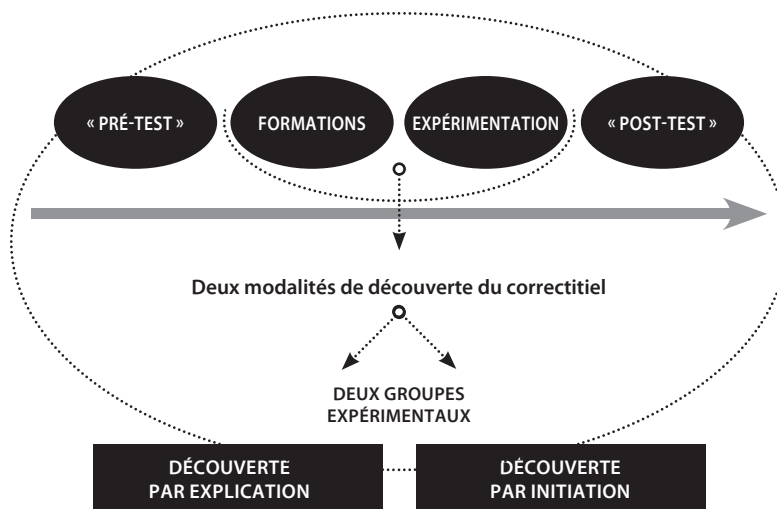 « PRÉ-TEST »
FORMATIONS
EXPÉRIMENTATION
« POST-TEST »
Deux modalités de découverte du correctitiel
DEUX GROUPES
EXPÉRIMENTAUX
DÉCOUVERTE
PAR EXPLICATION
DÉCOUVERTE
PAR INITIATION